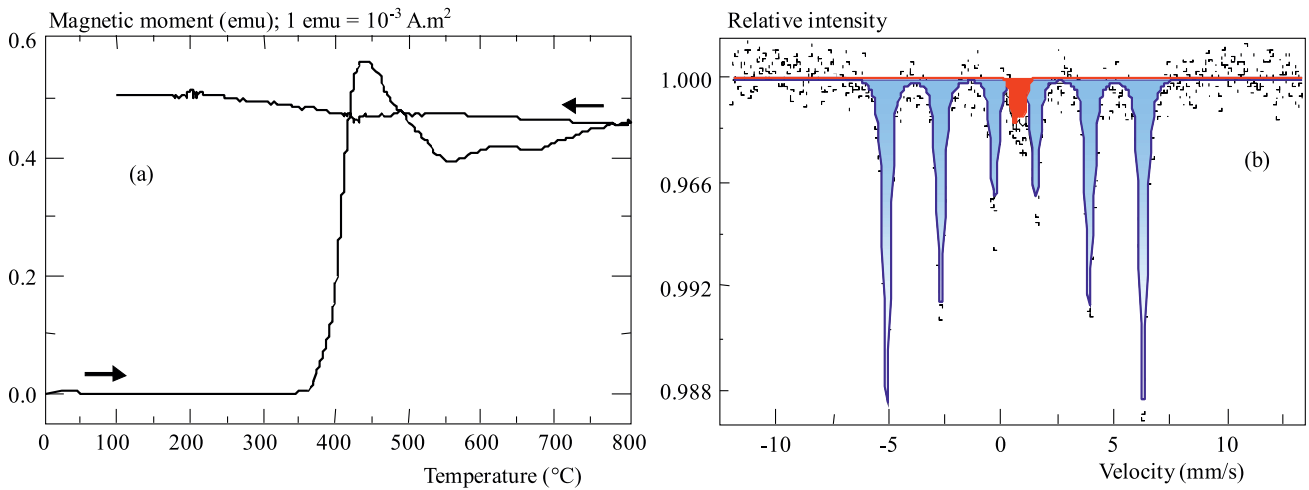 Magnetic moment (emu); 1 emu = 10⁻³ A.m²
0.6
0.4
0.2
0.0
(a)
0 100 200 300 400 500 600 700 800
Temperature (°C)
Relative intensity
1.000
0.966
0.992
0.988
(b)
-10 -5 0 5 10
Velocity (mm/s)